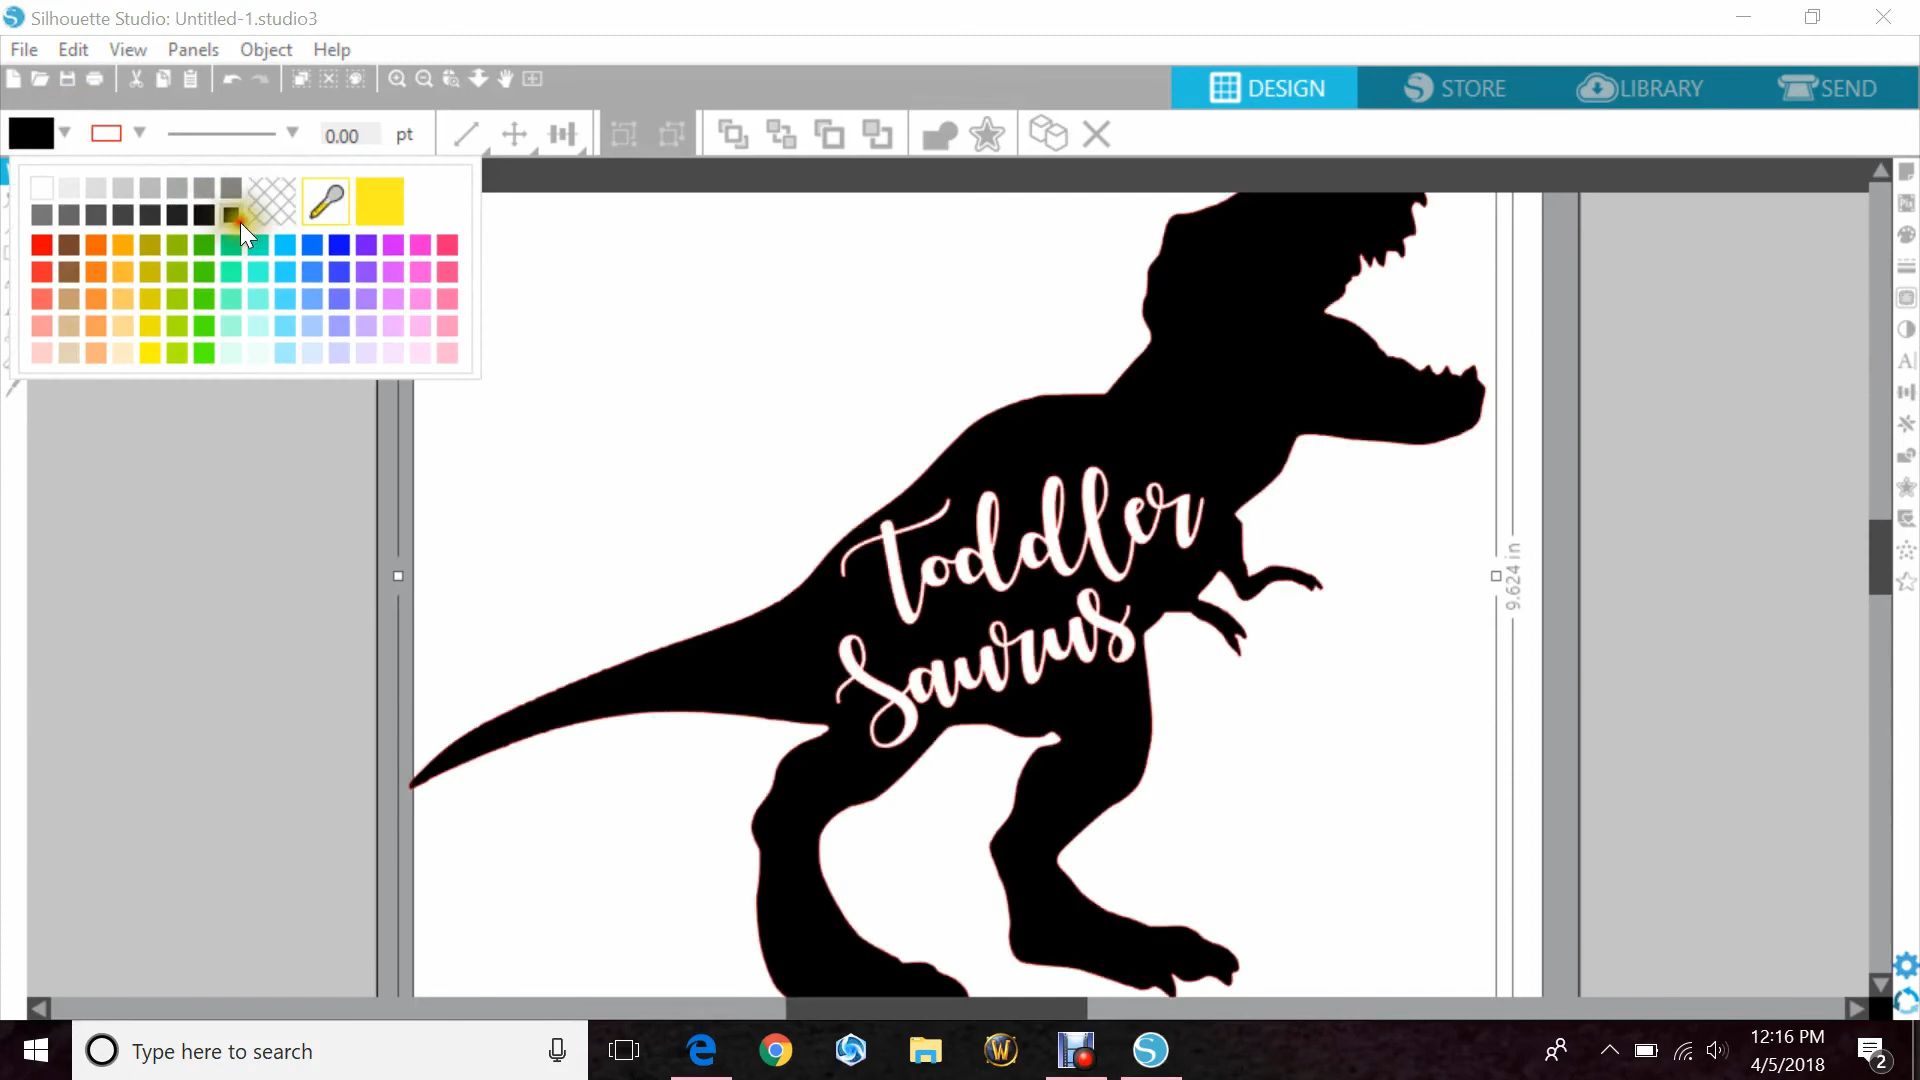 Silhouette Studio: Untitled-1.studio3
File Edit View Panels Object Help
DESIGN STORE LIBRARY SEND
0.00 pt
toddler
saurus
9.624 in
Type here to search
12:16 PM
4/5/2018
2